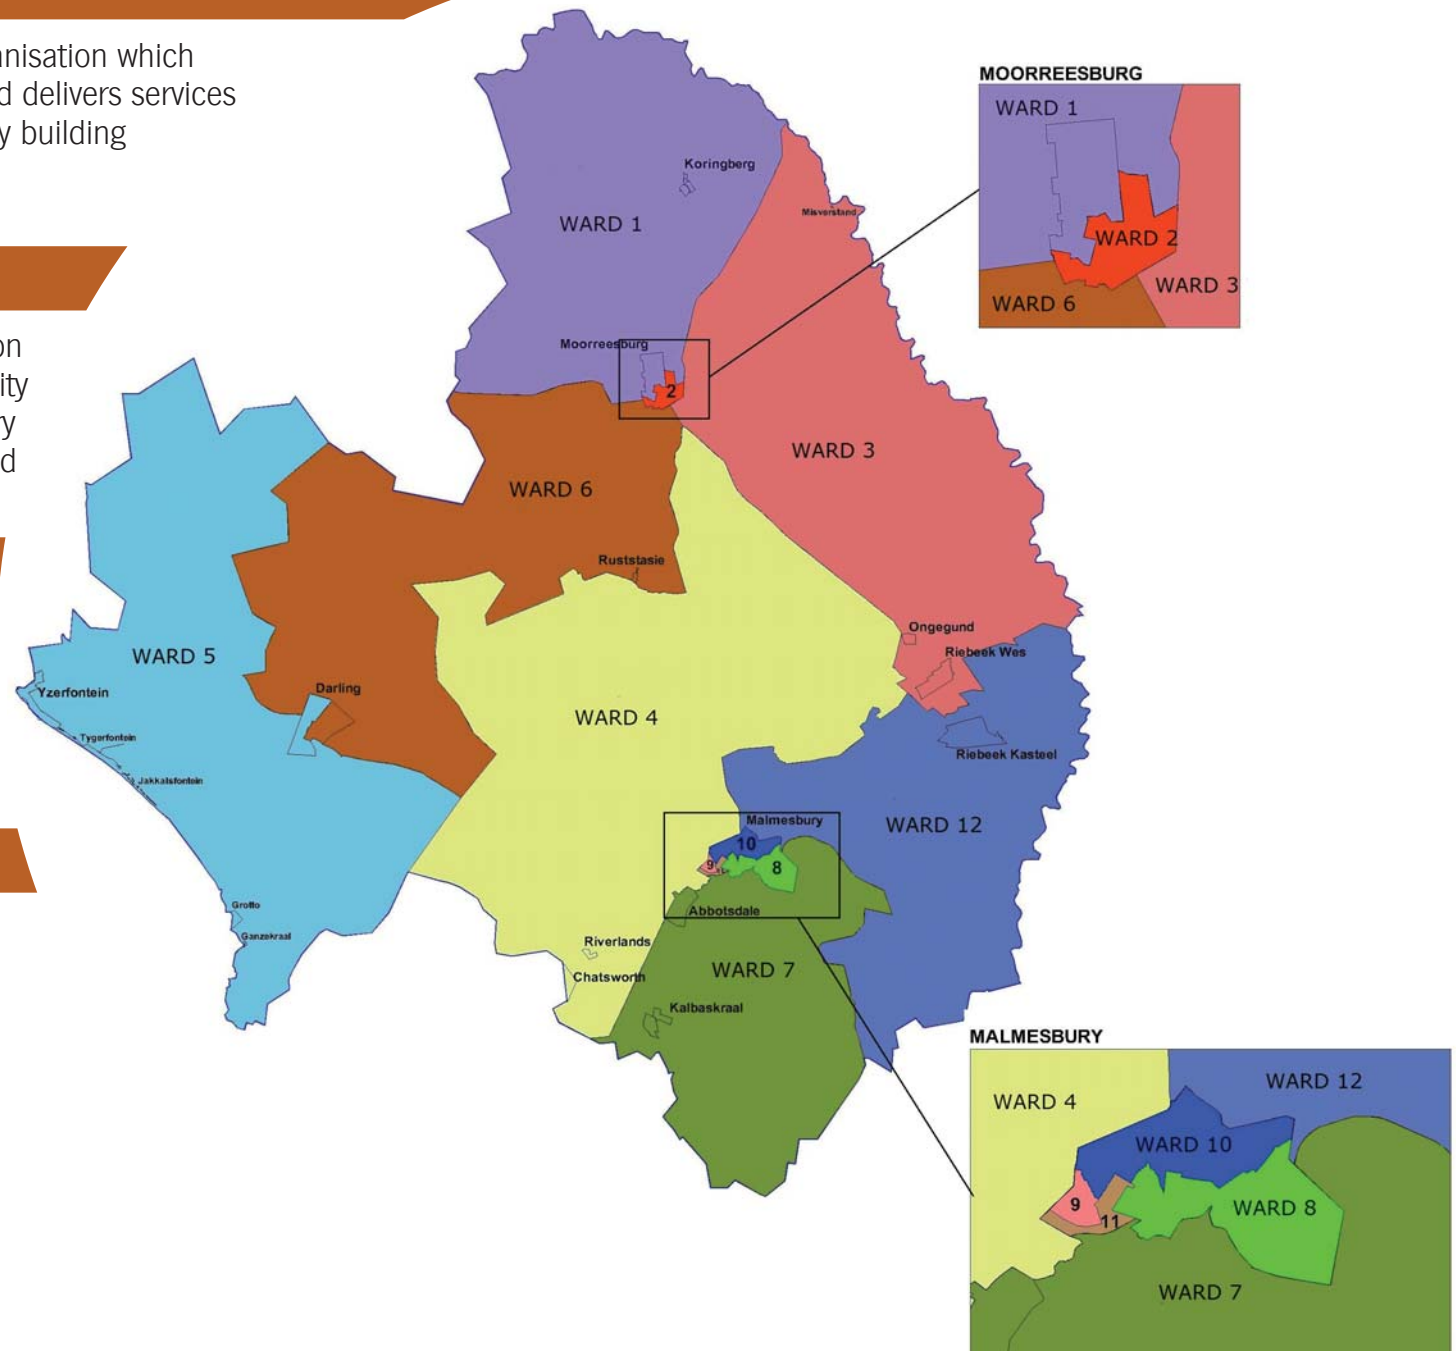 anisation which
d delivers services
y building
on
ity
ry
d
MOORREESBURG
WARD 1
WARD 2
WARD 3
WARD 6
Koringberg
WARD 1
Misverstand
Moorreesburg
2
WARD 3
WARD 6
Ruststasie
Ongegund
Riebeek Wes
WARD 5
Yzerfontein
Darling
WARD 4
Tygerfontein
Jakkalsfontein
Riebeek Kasteel
Malmesbury
WARD 12
10
9
8
Grotto
Abbotsdale
Ganzekraal
Riverlands
Chatsworth
WARD 7
Kalbaskraal
MALMESBURY
WARD 12
WARD 4
WARD 10
9
11
WARD 8
WARD 7